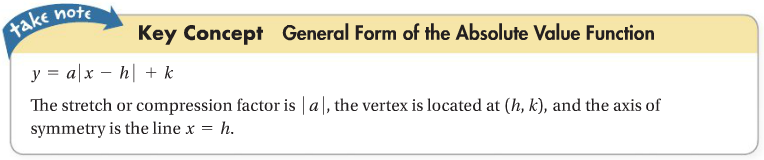 take note
Key Concept General Form of the Absolute Value Function
y = a|x − h| + k
The stretch or compression factor is |a|, the vertex is located at (h, k), and the axis of
symmetry is the line x = h.